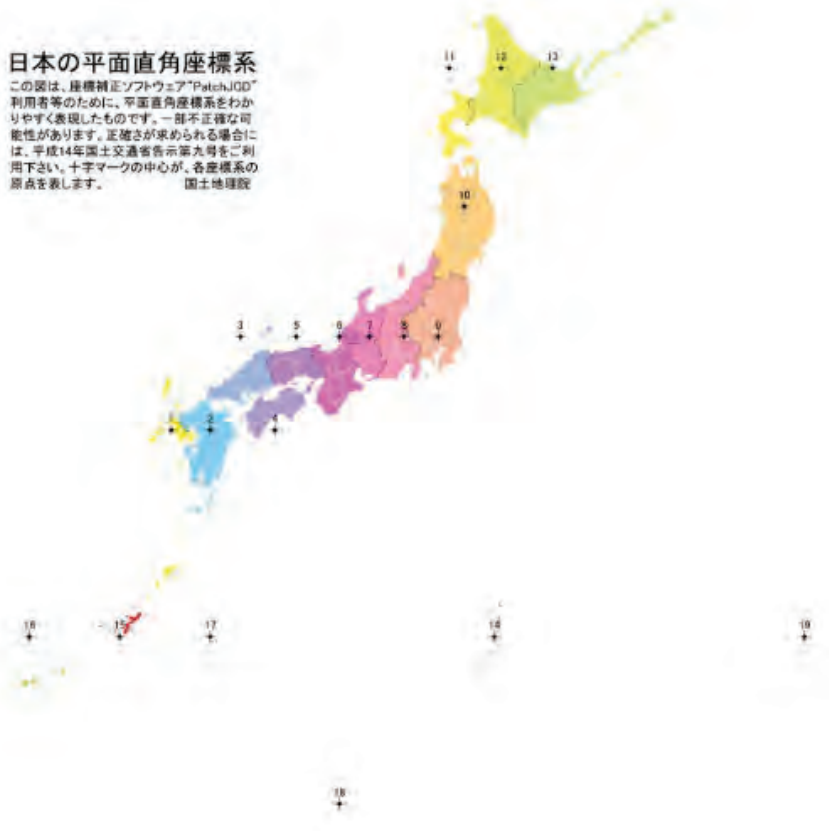 日本の平面直角座標系
この図は、座標補正ソフトウェア"PatchJGD"
利用者等のために、平面直角座標系をわか
りやすく表現したものです。一部不正確な可
能性があります。正確さが求められる場合に
は、平成14年国土交通省告示第九号をご利
用下さい。十字マークの中心が、各座標系の
原点を表します。 国土地理院
11 12 13
10
3 5 6 7 8 9
1 2 4
16 15 17 14 19
18